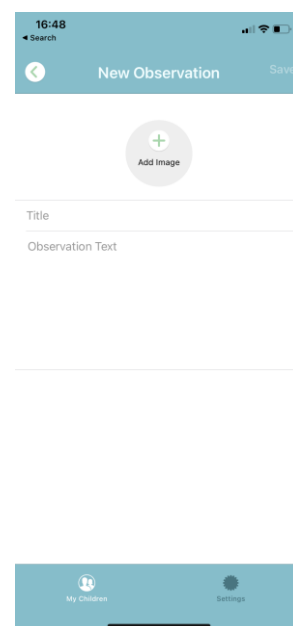 16:48
◄ Search
New Observation
Save
Add Image
Title
Observation Text
My Children
Settings